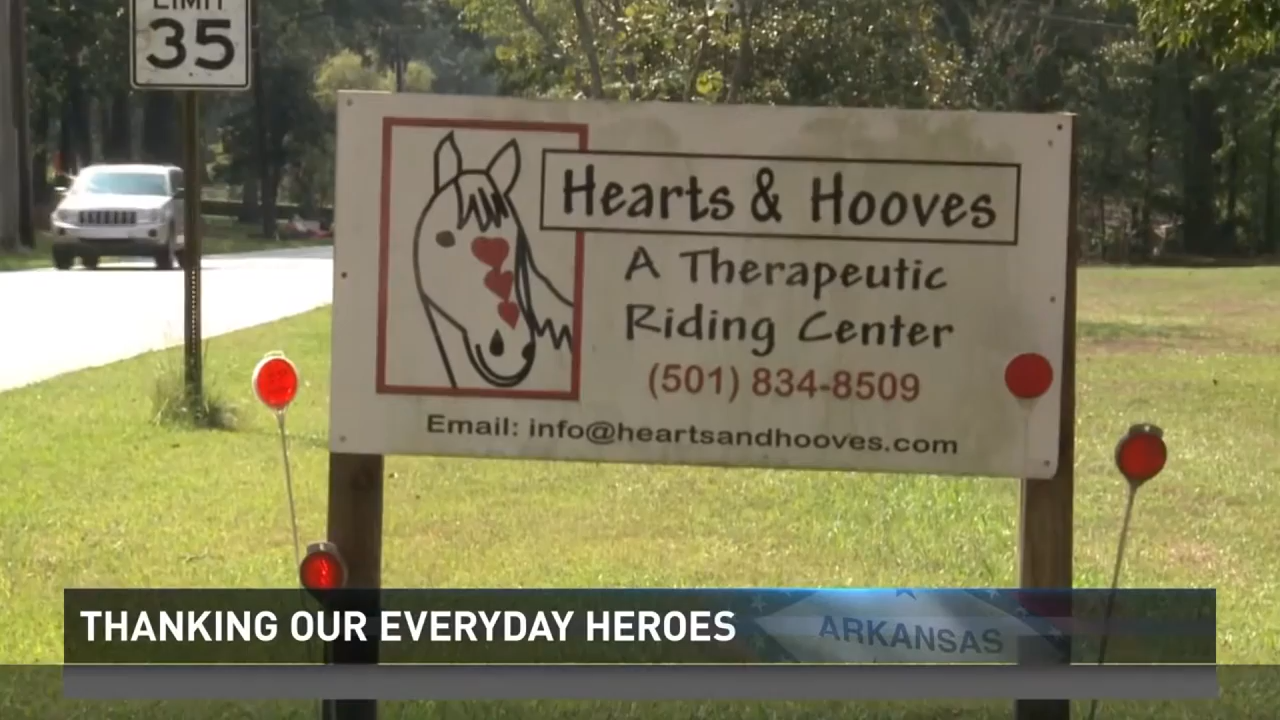 LIMIT
35
Hearts & Hooves
A Therapeutic
Riding Center
(501) 834-8509
Email: info@heartsandhooves.com
THANKING OUR EVERYDAY HEROES
ARKANSAS